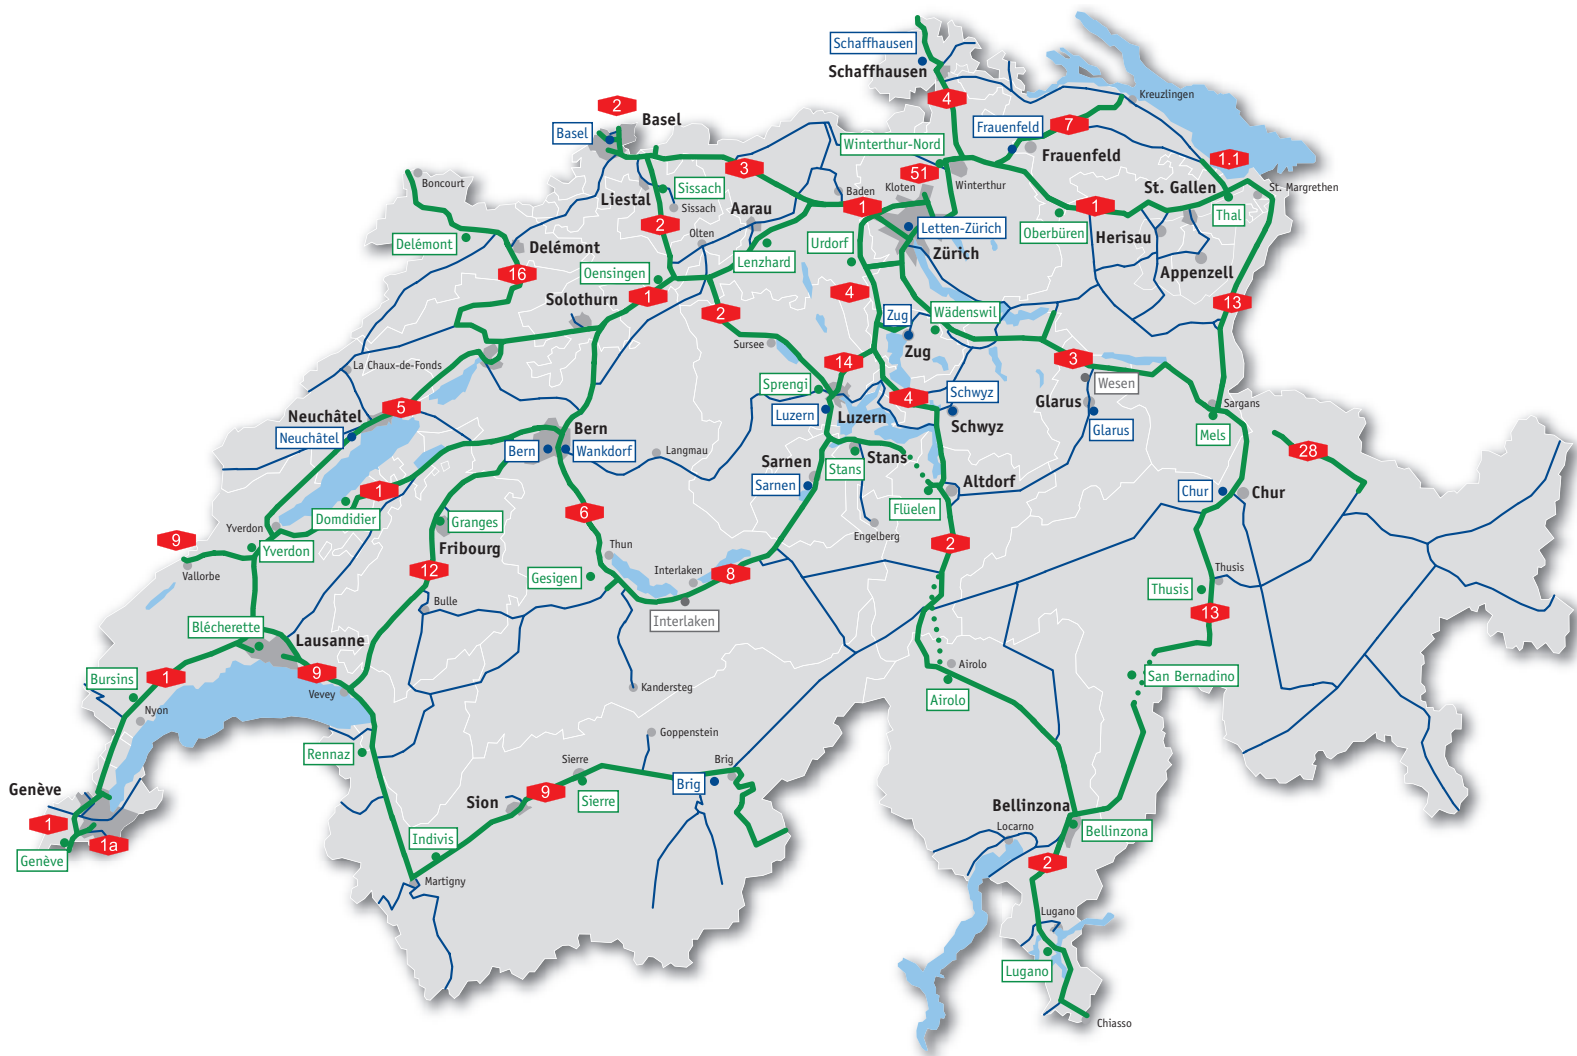 Schaffhausen
Schaffhausen
4
Kreuzlingen
2
Basel
Basel
Frauenfeld
7
Winterthur-Nord
Frauenfeld
1.1
3
51
Winterthur
Boncourt
Baden
Kloten
St. Gallen
St. Margrethen
Sissach
Liestal
Sissach
Aarau
1
1
Thal
2
Olten
Letten-Zürich
Oberbüren
Herisau
Delémont
Delémont
Lenzhard
Urdorf
Zürich
16
Oensingen
Appenzell
Solothurn
1
4
13
2
Zug
Wädenswil
Sursee
Zug
La Chaux-de-Fonds
14
3
Sprengi
Wesen
Schwyz
4
Neuchâtel
5
Luzern
Luzern
Glarus
Sargans
Neuchâtel
Bern
Schwyz
Glarus
Mels
Bern
Wankdorf
Langmau
Sarnen
Stans
Stans
28
Sarnen
Altdorf
Chur
Chur
1
Domdidier
Granges
6
Flüelen
Yverdon
Engelberg
9
Yverdon
Fribourg
2
Vallorbe
12
Thun
Interlaken
8
Gesigen
Thusis
Thusis
Bulle
Interlaken
13
Blécherette
Lausanne
Bursins
1
9
Airolo
San Bernadino
Vevey
Kandersteg
Airolo
Nyon
Rennaz
Goppenstein
Sierre
Brig
Genève
Sion
9
Sierre
Brig
Bellinzona
1
1a
Locarno
Bellinzona
Genève
Indivis
2
Martigny
Lugano
Lugano
Chiasso